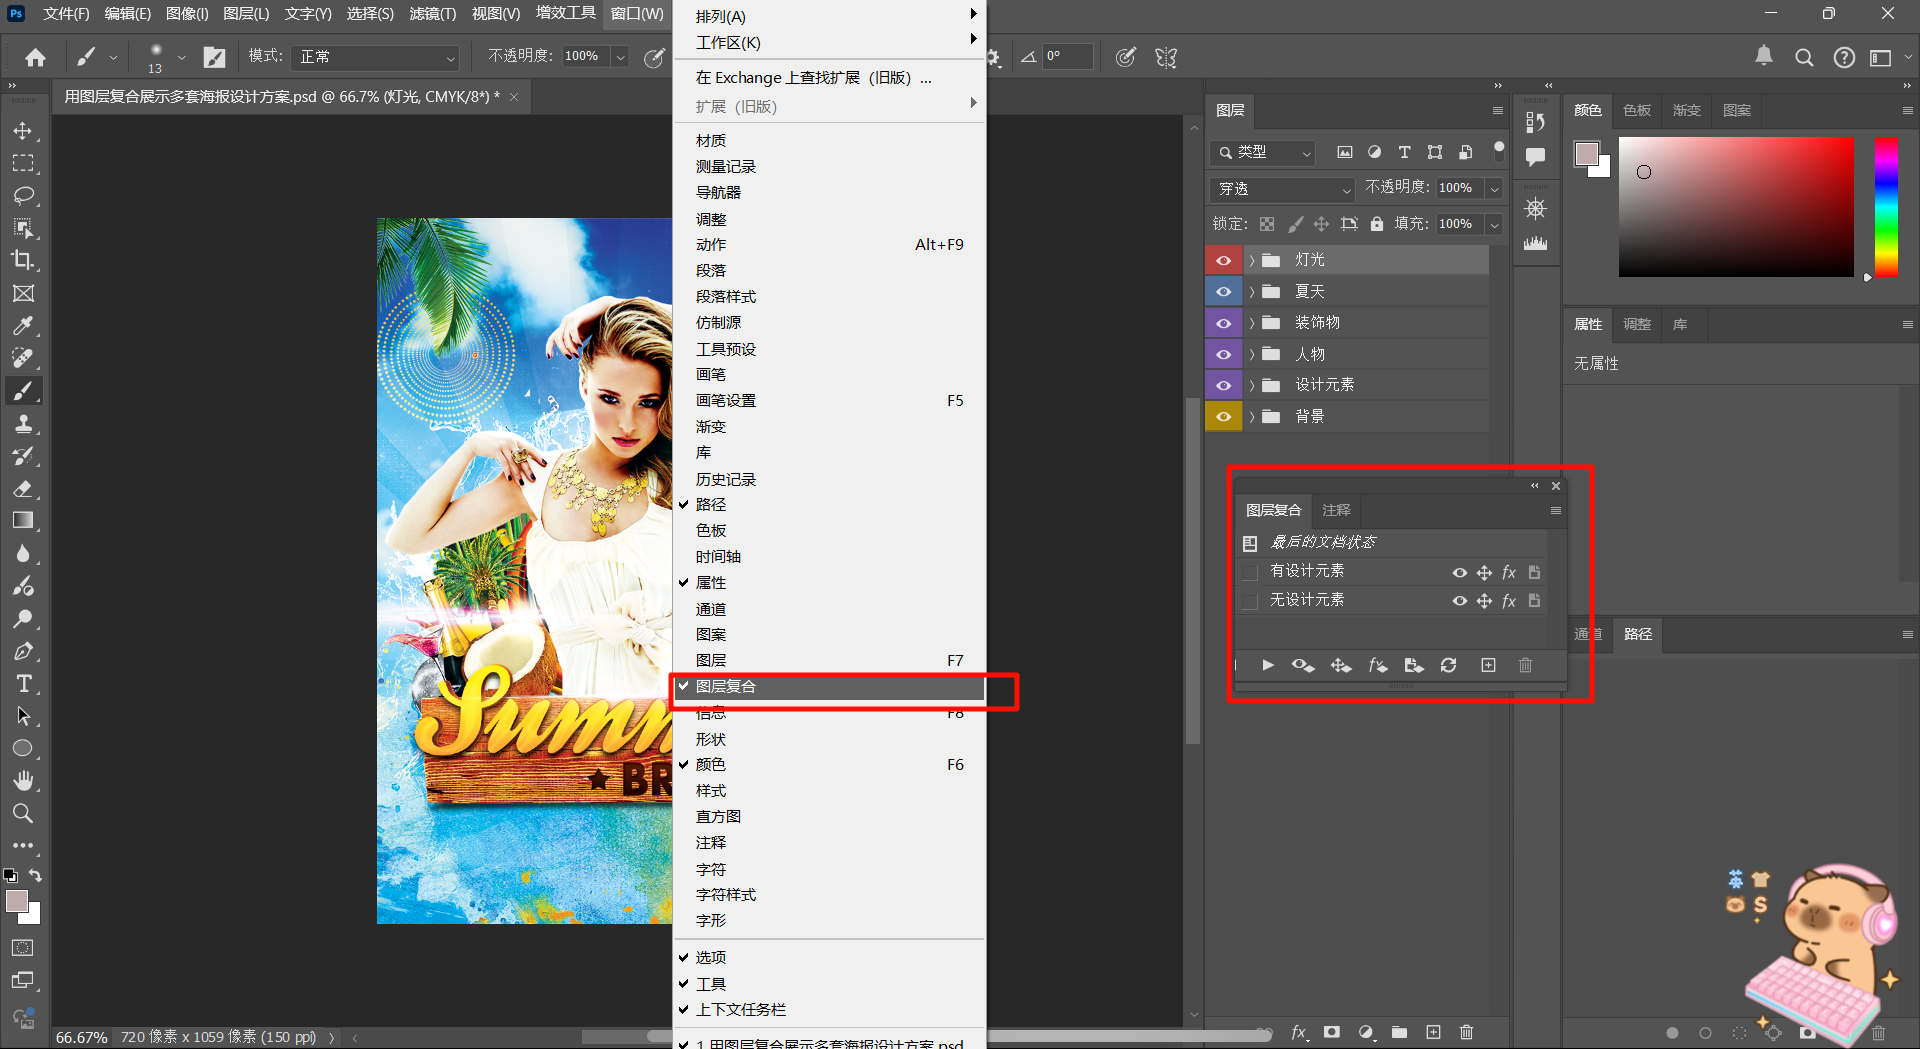 Ps 文件(F) 编辑(E) 图像(I) 图层(L) 文字(Y) 选择(S) 滤镜(T) 视图(V) 增效工具 窗口(W)
13 模式: 正常 不透明度: 100% 0°
用图层复合展示多套海报设计方案.psd @ 66.7% (灯光, CMYK/8*) *
排列(A)
工作区(K)
在 Exchange 上查找扩展（旧版）...
扩展（旧版）
材质
测量记录
导航器
调整
动作 Alt+F9
段落
段落样式
仿制源
工具预设
画笔
画笔设置 F5
渐变
库
历史记录
路径
色板
时间轴
属性
通道
图案
图层 F7
图层复合
信息 F8
形状
颜色 F6
样式
直方图
注释
字符
字符样式
字形
选项
工具
上下文任务栏
1 用图层复合展示多套海报设计方案.psd
Summ
BR
图层
类型
穿透 不透明度: 100%
锁定: 填充: 100%
灯光
夏天
装饰物
人物
设计元素
背景
图层复合 注释
最后的文档状态
有设计元素 fx
无设计元素 fx
fx
颜色 色板 渐变 图案
属性 调整 库
无属性
通道 路径
英
S
66.67% 720 像素 x 1059 像素 (150 ppi)
fx